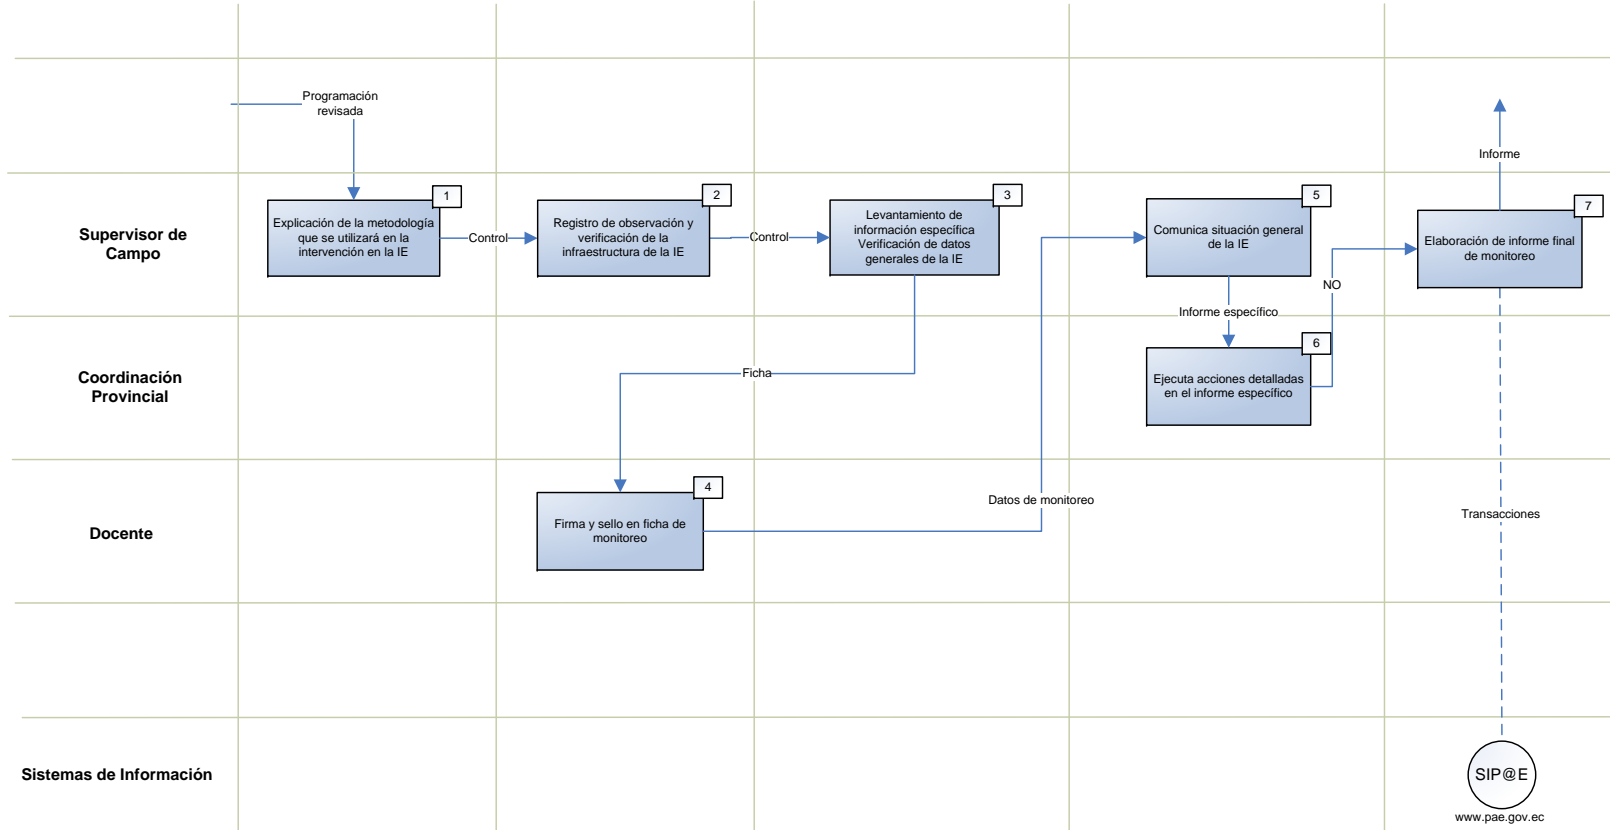 Programación
revisada
Informe
Supervisor de
Campo
1
Explicación de la metodología
que se utilizará en la
intervención en la IE
Control
2
Registro de observación y
verificación de la
infraestructura de la IE
Control
3
Levantamiento de
información específica
Verificación de datos
generales de la IE
5
Comunica situación general
de la IE
7
Elaboración de informe final
de monitoreo
NO
Informe específico
Coordinación
Provincial
Ficha
6
Ejecuta acciones detalladas
en el informe específico
Docente
4
Firma y sello en ficha de
monitoreo
Datos de monitoreo
Transacciones
Sistemas de Información
SIP@E
www.pae.gov.ec